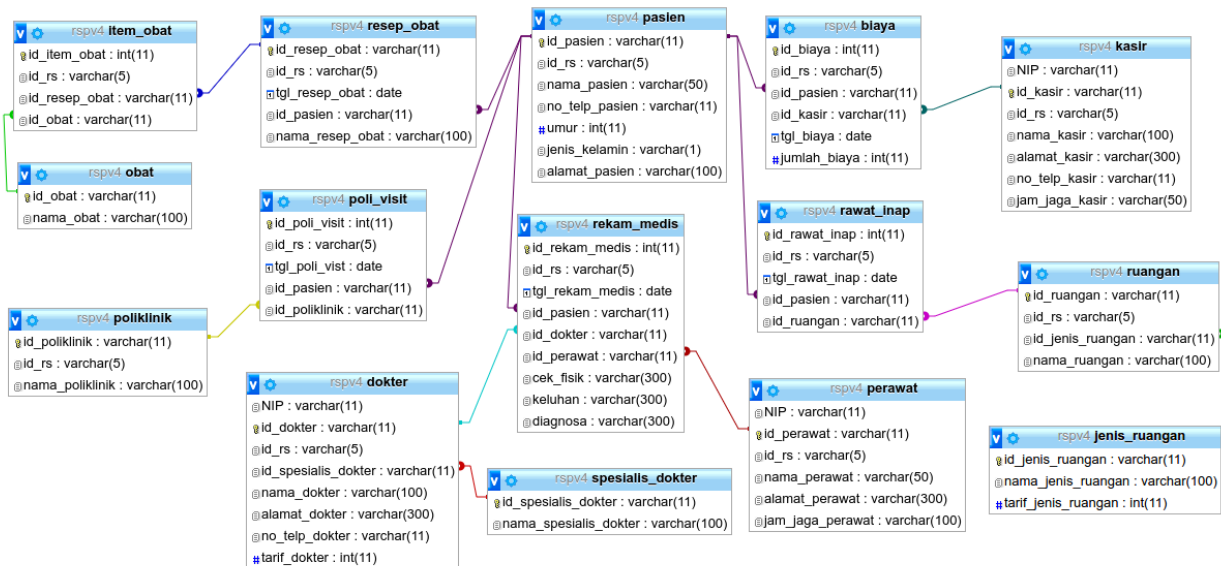 rspv4 item_obat
id_item_obat : int(11)
id_rs : varchar(5)
id_resep_obat : varchar(11)
id_obat : varchar(11)
rspv4 resep_obat
id_resep_obat : varchar(11)
id_rs : varchar(5)
tgl_resep_obat : date
id_pasien : varchar(11)
nama_resep_obat : varchar(100)
rspv4 pasien
id_pasien : varchar(11)
id_rs : varchar(5)
nama_pasien : varchar(50)
no_telp_pasien : varchar(11)
# umur : int(11)
jenis_kelamin : varchar(1)
alamat_pasien : varchar(100)
rspv4 biaya
id_biaya : int(11)
id_rs : varchar(5)
id_pasien : varchar(11)
id_kasir : varchar(11)
tgl_biaya : date
# jumlah_biaya : int(11)
rspv4 kasir
NIP : varchar(11)
id_kasir : varchar(11)
id_rs : varchar(5)
nama_kasir : varchar(100)
alamat_kasir : varchar(300)
no_telp_kasir : varchar(11)
jam_jaga_kasir : varchar(50)
rspv4 obat
id_obat : varchar(11)
nama_obat : varchar(100)
rspv4 poli_visit
id_poli_visit : int(11)
id_rs : varchar(5)
tgl_poli_vist : date
id_pasien : varchar(11)
id_poliklinik : varchar(11)
rspv4 rekam_medis
id_rekam_medis : int(11)
id_rs : varchar(5)
tgl_rekam_medis : date
id_pasien : varchar(11)
id_dokter : varchar(11)
id_perawat : varchar(11)
cek_fisik : varchar(300)
keluhan : varchar(300)
diagnosa : varchar(300)
rspv4 rawat_inap
id_rawat_inap : int(11)
id_rs : varchar(5)
tgl_rawat_inap : date
id_pasien : varchar(11)
id_ruangan : varchar(11)
rspv4 ruangan
id_ruangan : varchar(11)
id_rs : varchar(5)
id_jenis_ruangan : varchar(11)
nama_ruangan : varchar(100)
rspv4 poliklinik
id_poliklinik : varchar(11)
id_rs : varchar(5)
nama_poliklinik : varchar(100)
rspv4 dokter
NIP : varchar(11)
id_dokter : varchar(11)
id_rs : varchar(5)
id_spesialis_dokter : varchar(11)
nama_dokter : varchar(100)
alamat_dokter : varchar(300)
no_telp_dokter : varchar(11)
# tarif_dokter : int(11)
rspv4 spesialis_dokter
id_spesialis_dokter : varchar(11)
nama_spesialis_dokter : varchar(100)
rspv4 perawat
NIP : varchar(11)
id_perawat : varchar(11)
id_rs : varchar(5)
nama_perawat : varchar(50)
alamat_perawat : varchar(300)
jam_jaga_perawat : varchar(100)
rspv4 jenis_ruangan
id_jenis_ruangan : varchar(11)
nama_jenis_ruangan : varchar(100)
# tarif_jenis_ruangan : int(11)